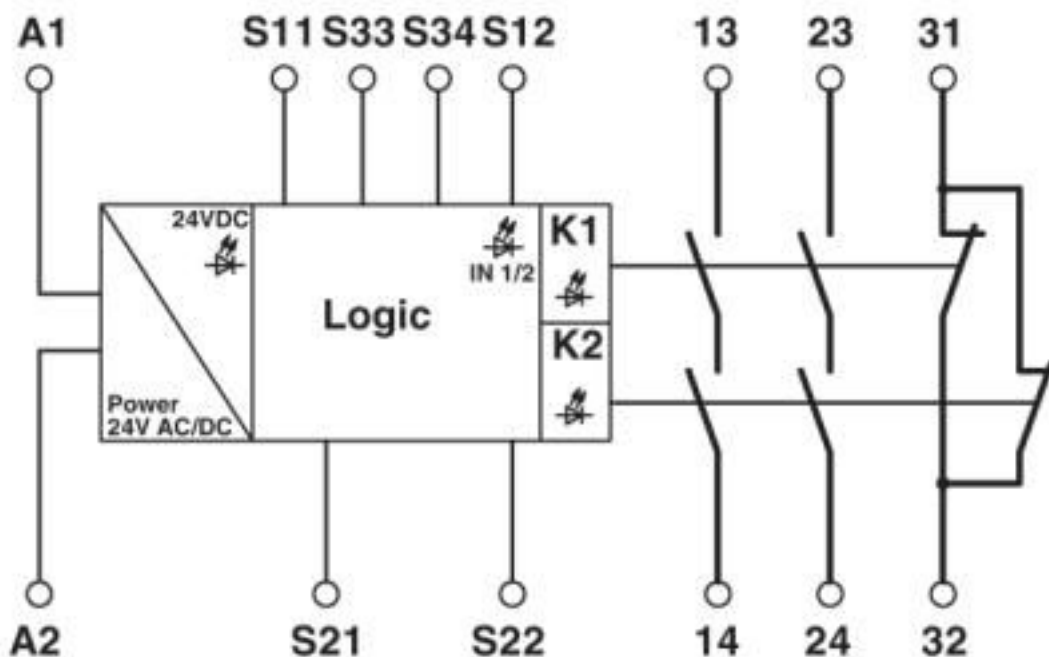 A1 S11 S33 S34 S12 13 23 31
24VDC
IN 1/2
K1
Logic
K2
Power
24V AC/DC
A2 S21 S22 14 24 32